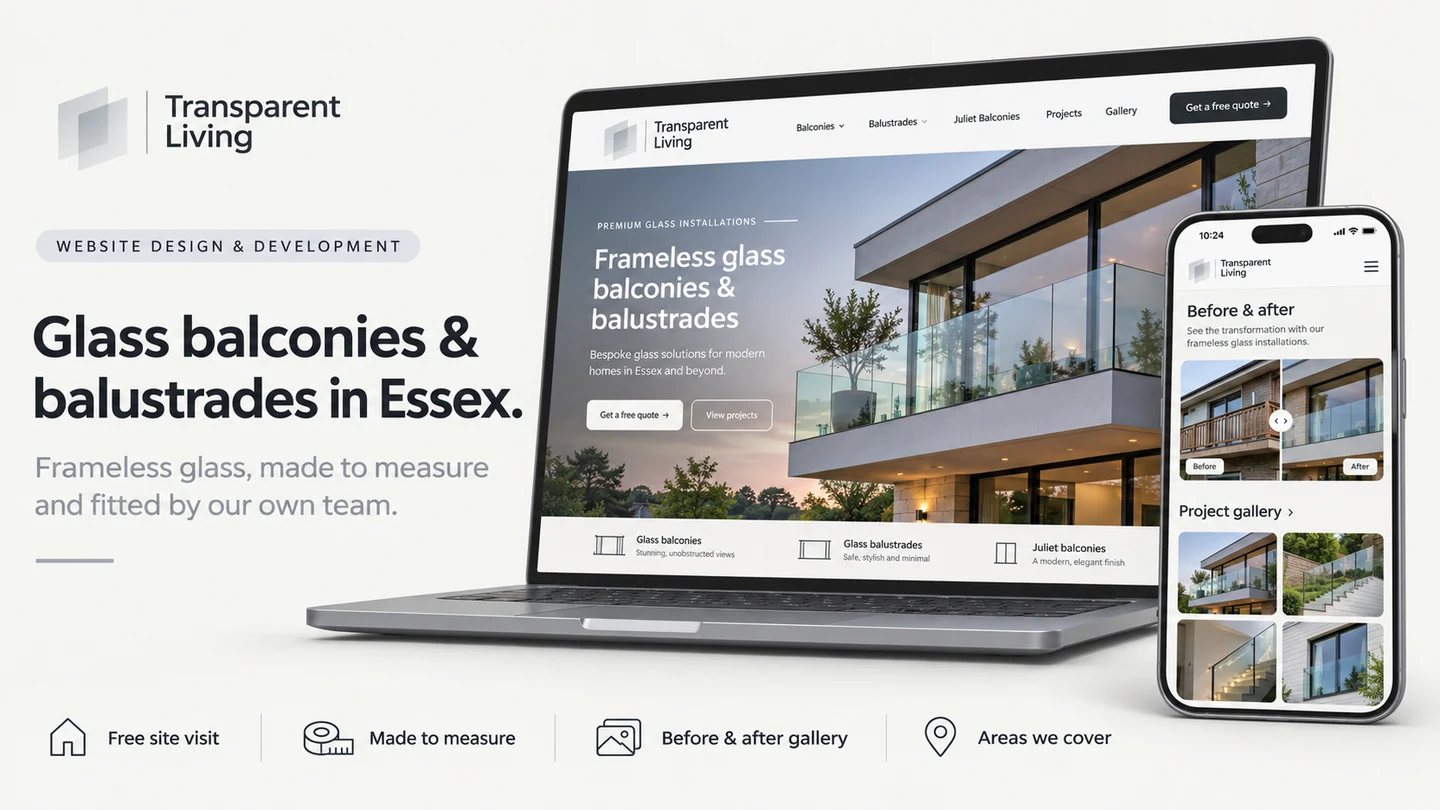 Transparent
Living
WEBSITE DESIGN & DEVELOPMENT
Glass balconies &
balustrades in Essex.
Frameless glass, made to measure
and fitted by our own team.
Transparent
Living
Balconies
Balustrades
Juliet Balconies
Projects
Gallery
Get a free quote →
PREMIUM GLASS INSTALLATIONS
Frameless glass
balconies &
balustrades
Bespoke glass solutions for modern
homes in Essex and beyond.
Get a free quote →
View projects
Glass balconies
Stunning, unobstructed views
Glass balustrades
Safe, stylish and minimal
Juliet balconies
A modern, elegant finish
10:24
Transparent
Living
Before & after
See the transformation with our
frameless glass installations.
Before
After
Project gallery >
Free site visit
Made to measure
Before & after gallery
Areas we cover